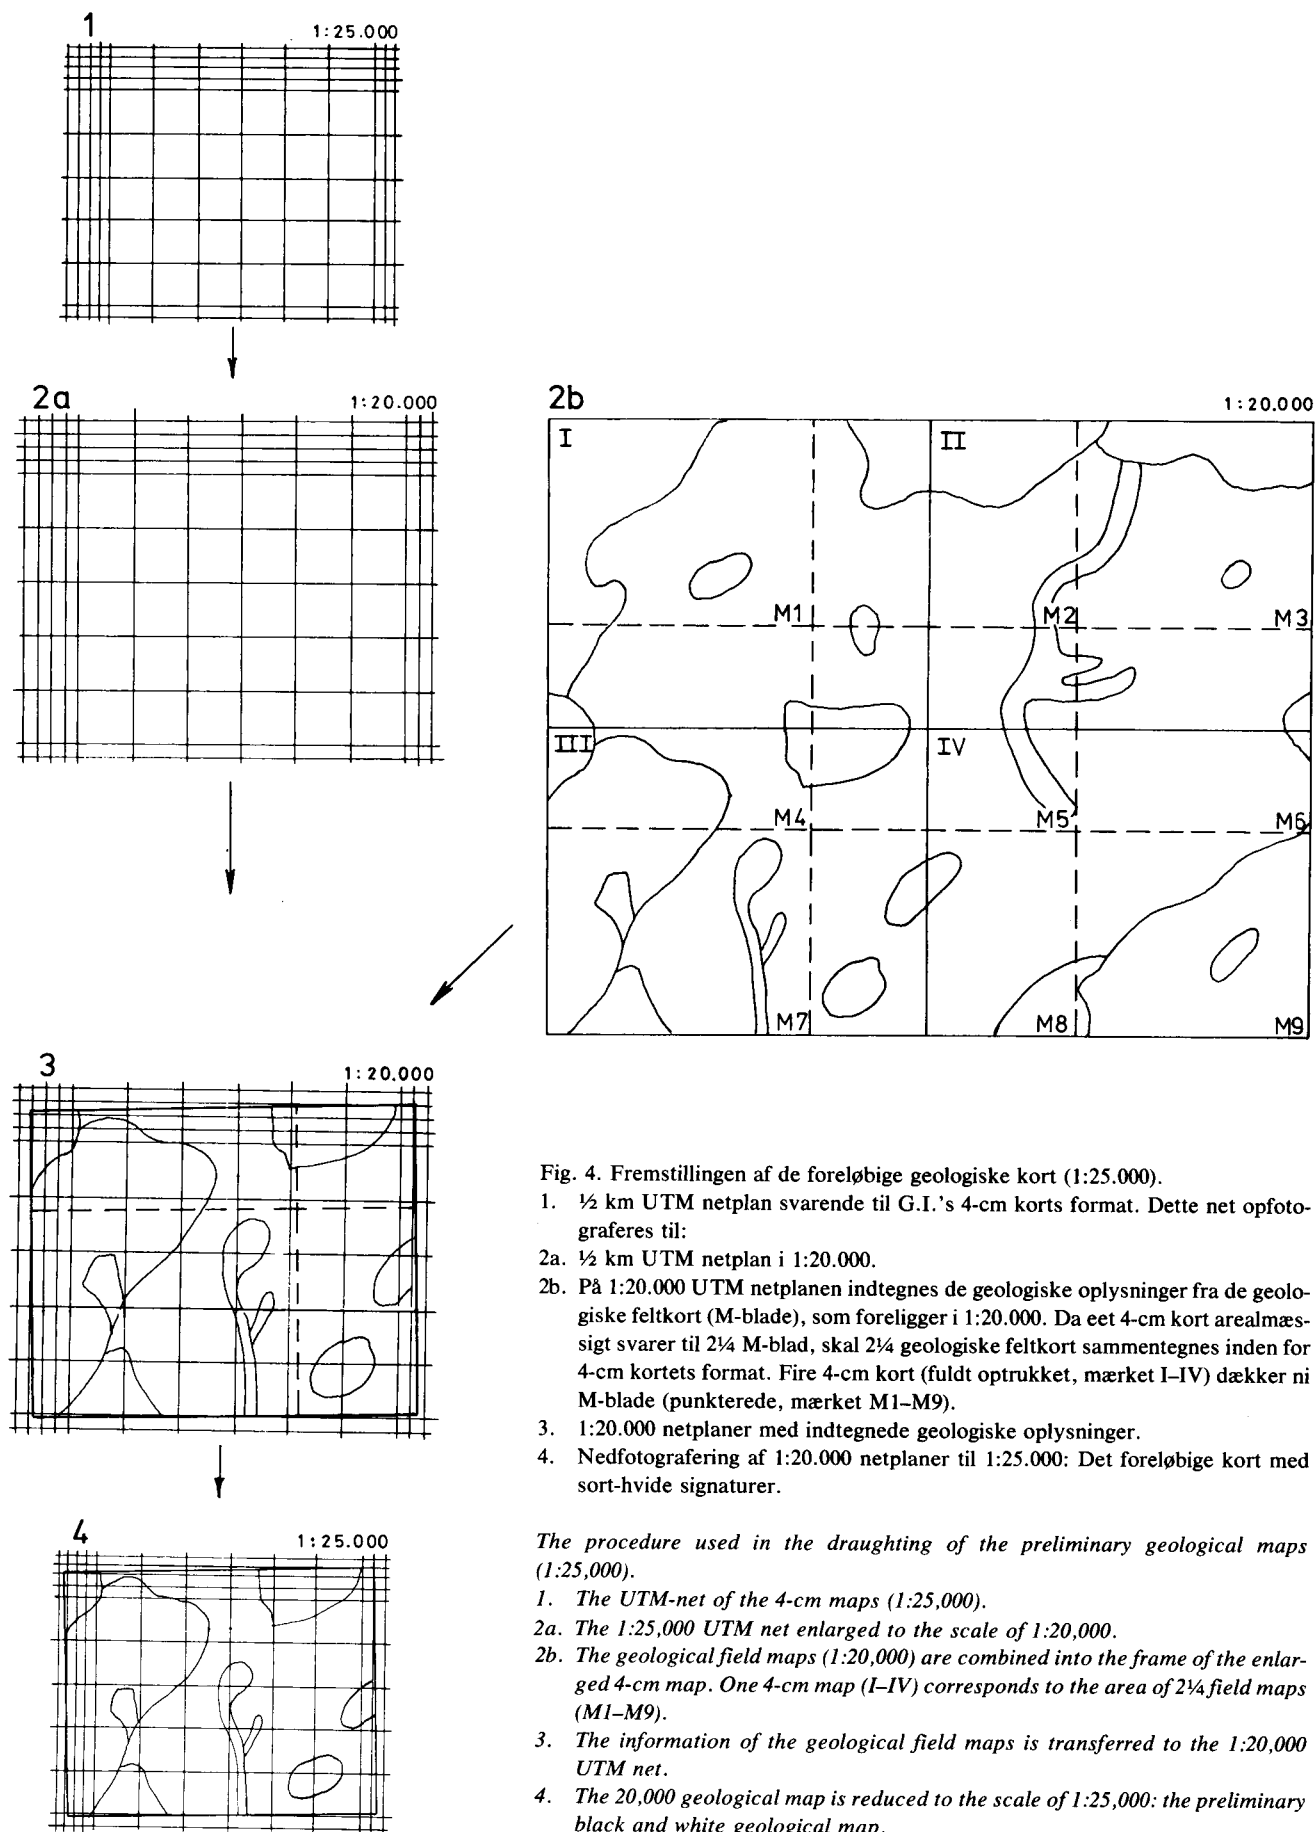 1
1:25.000
2a
1:20.000
2b
1:20.000
I
II
M1
M2
M3
III
IV
M4
M5
M6
M7
M8
M9
3
1:20.000
4
1:25.000
Fig. 4. Fremstillingen af de foreløbige geologiske kort (1:25.000).
1. ½ km UTM netplan svarende til G.I.'s 4-cm korts format. Dette net opfoto-
graferes til:
2a. ½ km UTM netplan i 1:20.000.
2b. På 1:20.000 UTM netplanen indtegnes de geologiske oplysninger fra de geolo-
giske feltkort (M-blade), som foreligger i 1:20.000. Da eet 4-cm kort arealmæs-
sigt svarer til 2¼ M-blad, skal 2¼ geologiske feltkort sammentegnes inden for
4-cm kortets format. Fire 4-cm kort (fuldt optrukket, mærket I–IV) dækker ni
M-blade (punkterede, mærket M1–M9).
3. 1:20.000 netplaner med indtegnede geologiske oplysninger.
4. Nedfotografering af 1:20.000 netplaner til 1:25.000: Det foreløbige kort med
sort-hvide signaturer.
The procedure used in the draughting of the preliminary geological maps
(1:25,000).
1. The UTM-net of the 4-cm maps (1:25,000).
2a. The 1:25,000 UTM net enlarged to the scale of 1:20,000.
2b. The geological field maps (1:20,000) are combined into the frame of the enlar-
ged 4-cm map. One 4-cm map (I–IV) corresponds to the area of 2¼ field maps
(M1–M9).
3. The information of the geological field maps is transferred to the 1:20,000
UTM net.
4. The 20,000 geological map is reduced to the scale of 1:25,000: the preliminary
black and white geological map.